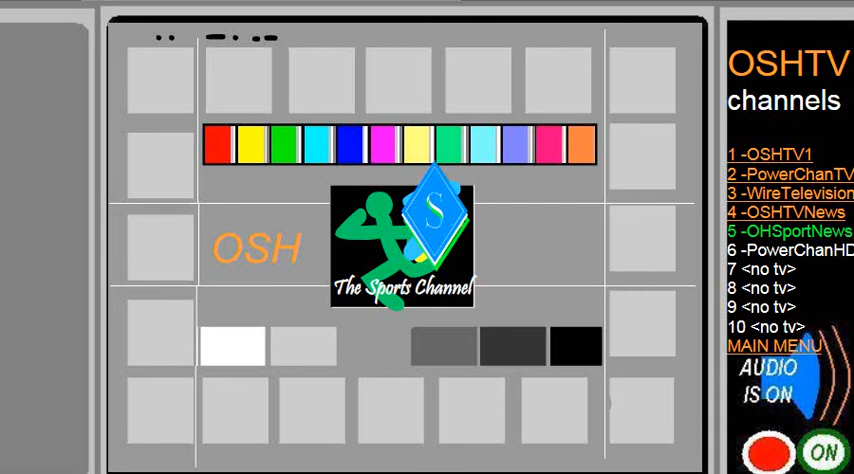 OSH
S
The Sports Channel
OSHTV
channels
1 -OSHTV1
2 -PowerChanTV
3 -WireTelevision
4 -OSHTVNews
5 -OHSportNews
6 -PowerChanHD
7 <no tv>
8 <no tv>
9 <no tv>
10 <no tv>
MAIN MENU
AUDIO
IS ON
ON